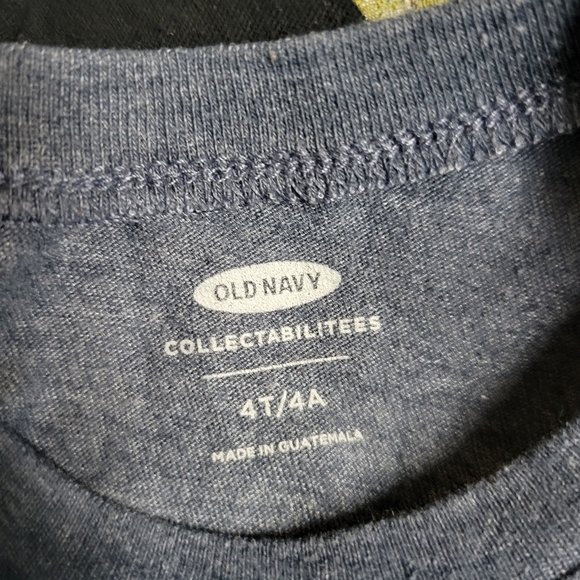 OLD NAVY
COLLECTABILITEES
4T/4A
MADE IN GUATEMALA